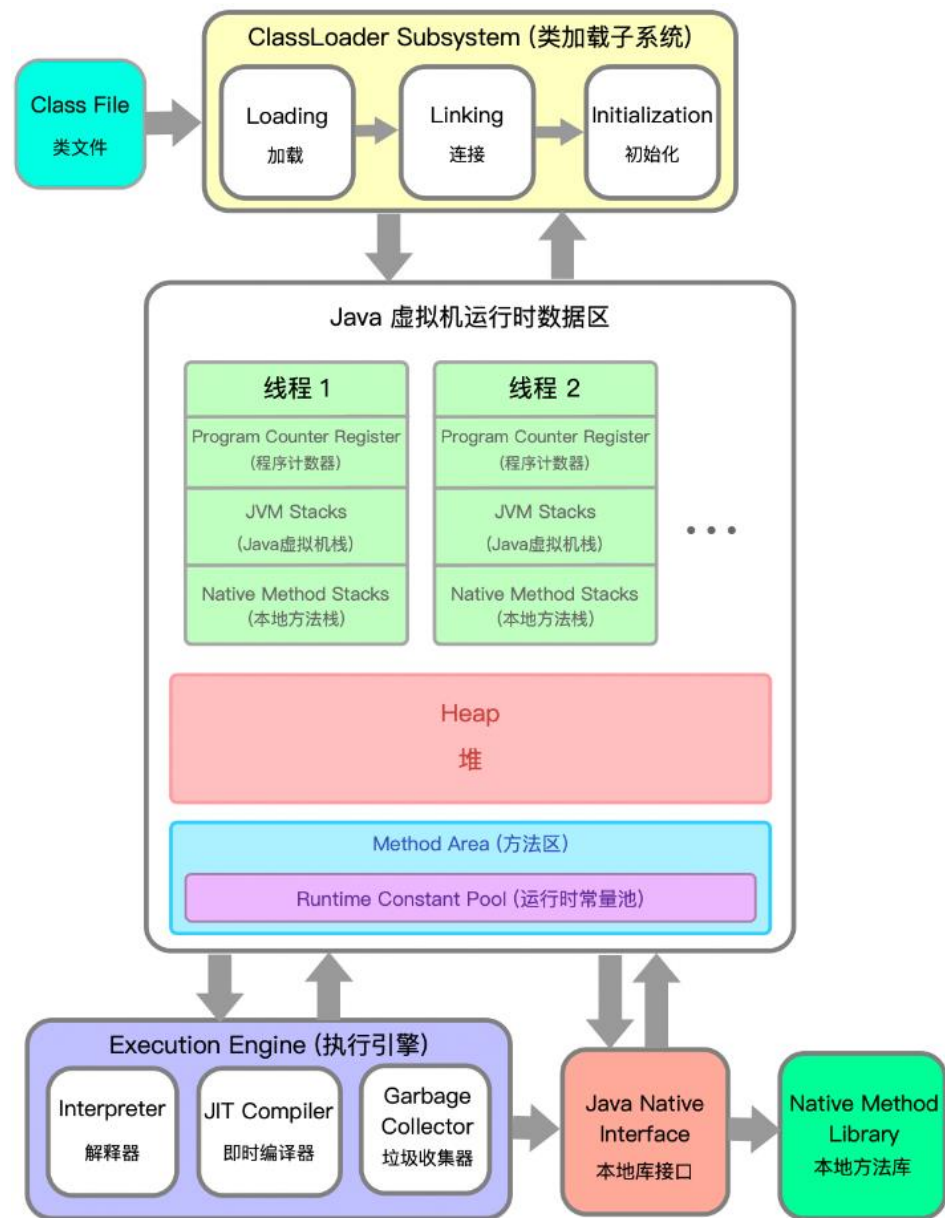 ClassLoader Subsystem (类加载子系统)
Class File
类文件
Loading
加载
Linking
连接
Initialization
初始化
Java 虚拟机运行时数据区
线程 1
Program Counter Register
(程序计数器)
JVM Stacks
(Java虚拟机栈)
Native Method Stacks
(本地方法栈)
线程 2
Program Counter Register
(程序计数器)
JVM Stacks
(Java虚拟机栈)
Native Method Stacks
(本地方法栈)
• • •
Heap
堆
Method Area (方法区)
Runtime Constant Pool (运行时常量池)
Execution Engine (执行引擎)
Interpreter
解释器
JIT Compiler
即时编译器
Garbage
Collector
垃圾收集器
Java Native
Interface
本地库接口
Native Method
Library
本地方法库